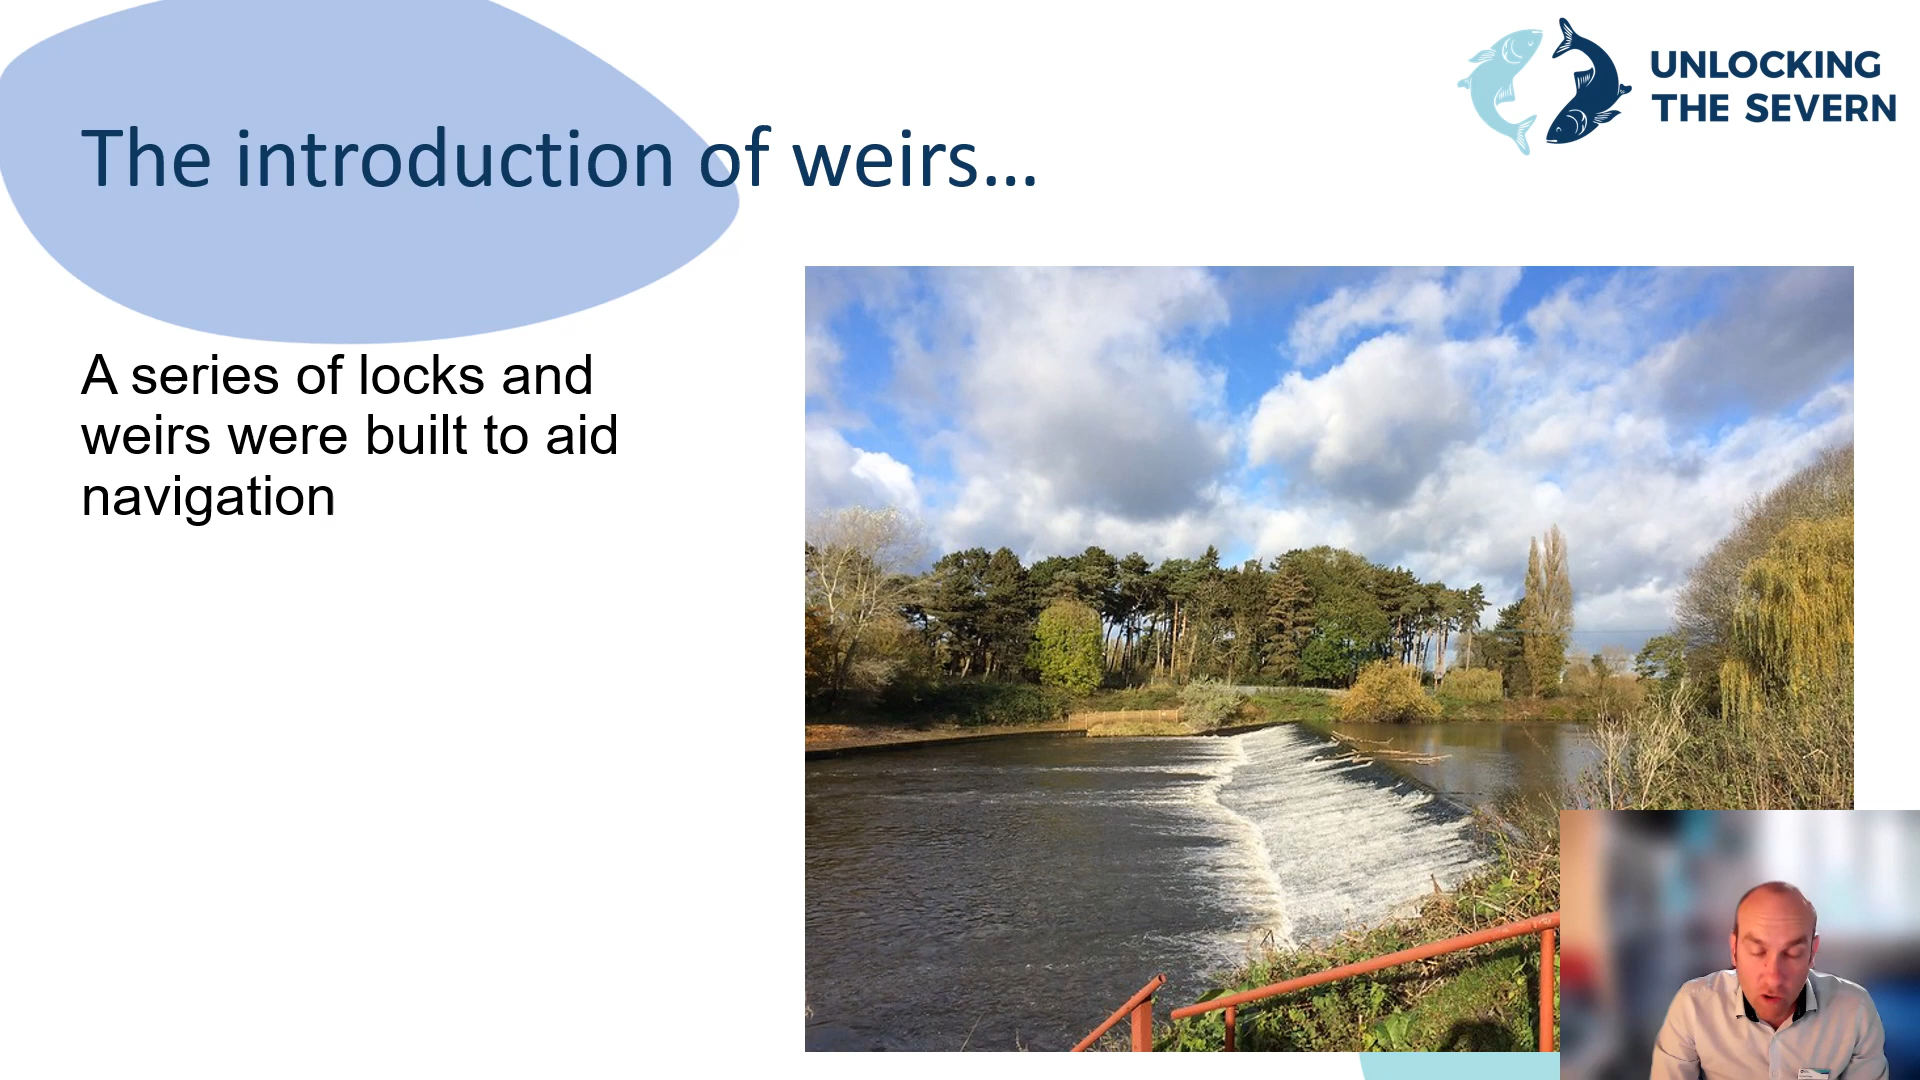 UNLOCKING
THE SEVERN
The introduction of weirs...
A series of locks and
weirs were built to aid
navigation